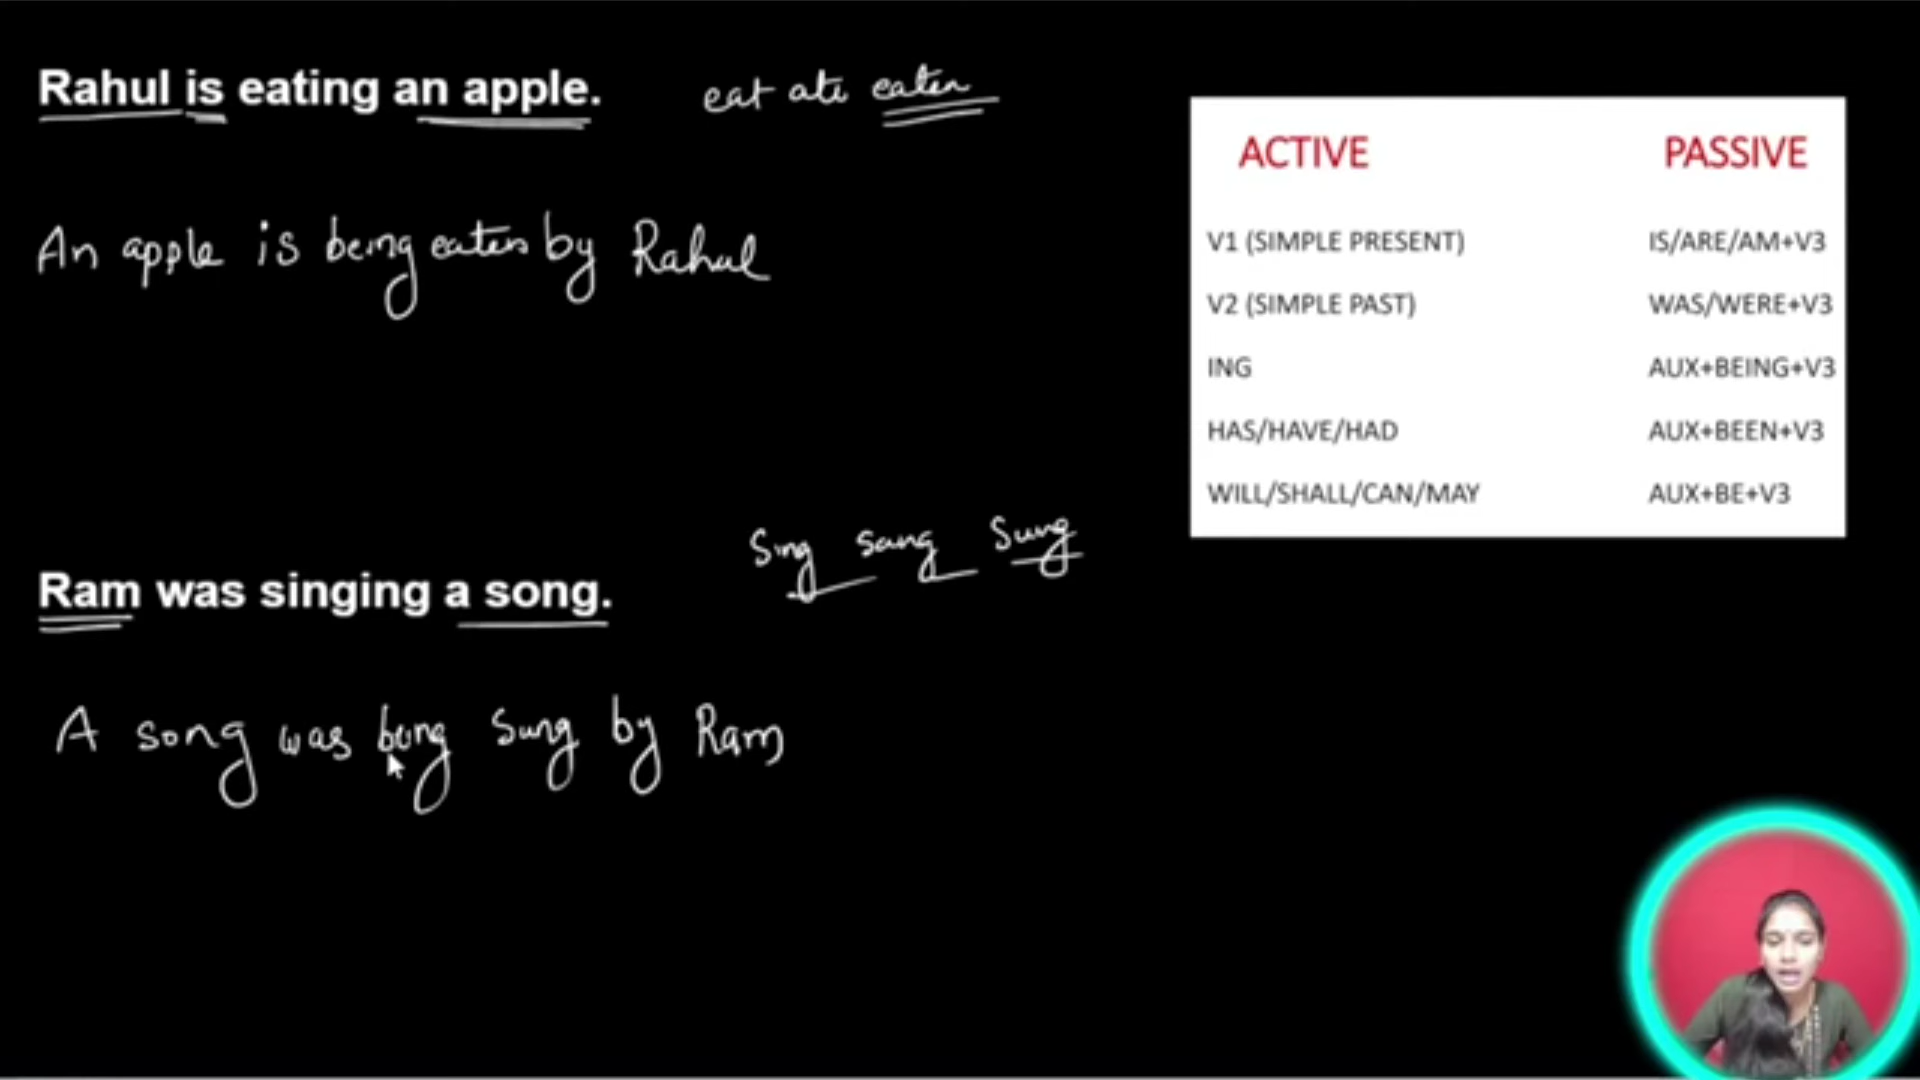 Rahul is eating an apple.
eat ate eaten
An apple is being eaten by Rahul
Sing sang sung
Ram was singing a song.
A song was being sung by Ram
ACTIVE PASSIVE
V1 (SIMPLE PRESENT) IS/ARE/AM+V3
V2 (SIMPLE PAST) WAS/WERE+V3
ING AUX+BEING+V3
HAS/HAVE/HAD AUX+BEEN+V3
WILL/SHALL/CAN/MAY AUX+BE+V3